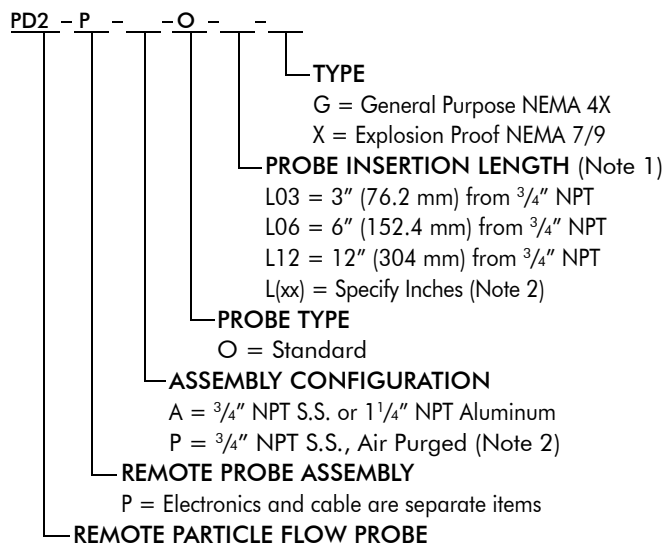 PD2 – P – – O – –
TYPE
G = General Purpose NEMA 4X
X = Explosion Proof NEMA 7/9
PROBE INSERTION LENGTH (Note 1)
L03 = 3" (76.2 mm) from 3/4" NPT
L06 = 6" (152.4 mm) from 3/4" NPT
L12 = 12" (304 mm) from 3/4" NPT
L(xx) = Specify Inches (Note 2)
PROBE TYPE
O = Standard
ASSEMBLY CONFIGURATION
A = 3/4" NPT S.S. or 1 1/4" NPT Aluminum
P = 3/4" NPT S.S., Air Purged (Note 2)
REMOTE PROBE ASSEMBLY
P = Electronics and cable are separate items
REMOTE PARTICLE FLOW PROBE